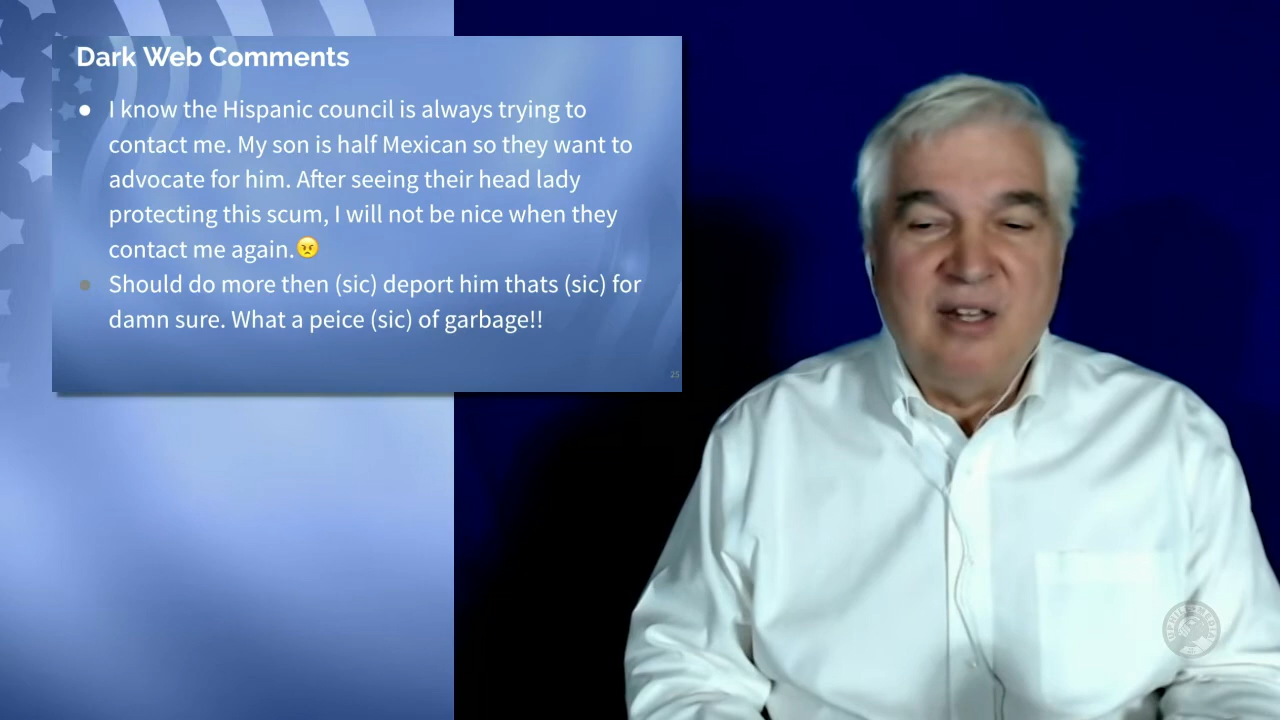 Dark Web Comments
● I know the Hispanic council is always trying to
contact me. My son is half Mexican so they want to
advocate for him. After seeing their head lady
protecting this scum, I will not be nice when they
contact me again.😠
● Should do more then (sic) deport him thats (sic) for
damn sure. What a peice (sic) of garbage!!
25